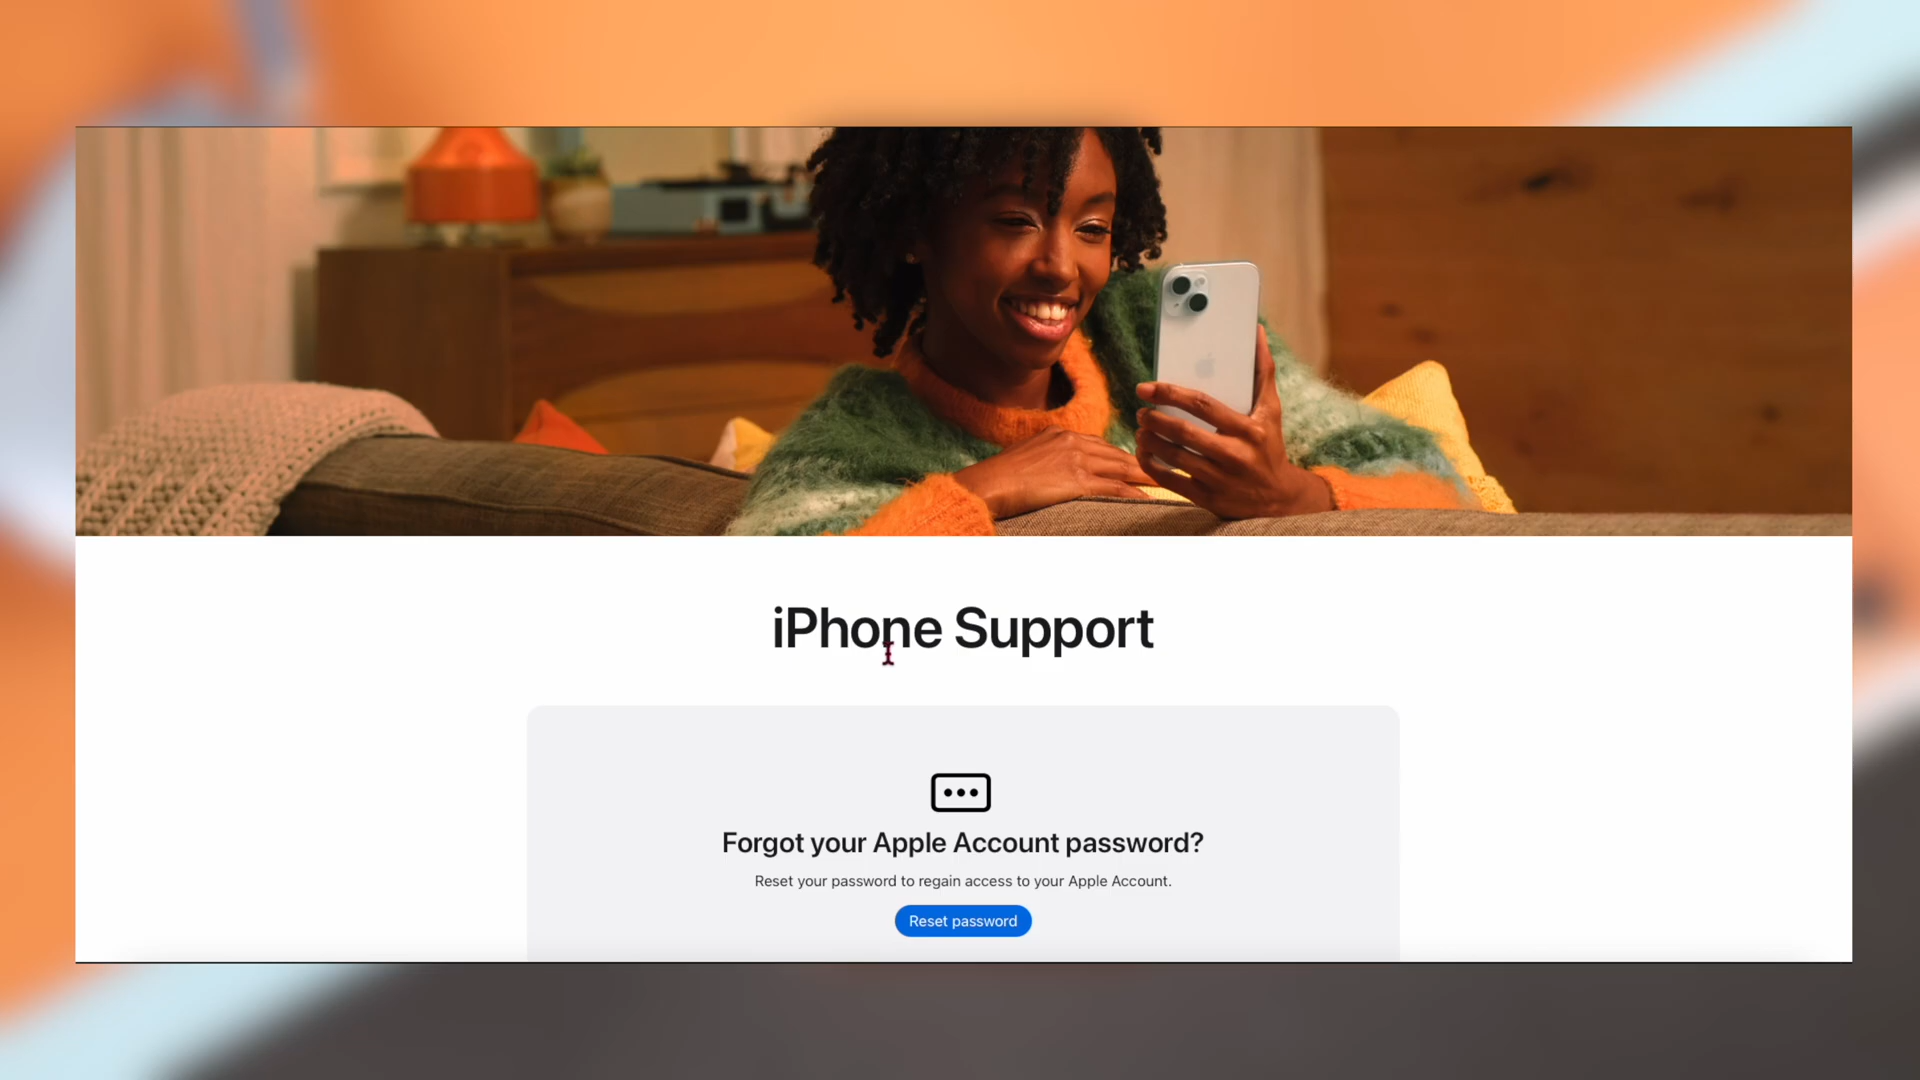 iPhone Support
Forgot your Apple Account password?
Reset your password to regain access to your Apple Account.
Reset password